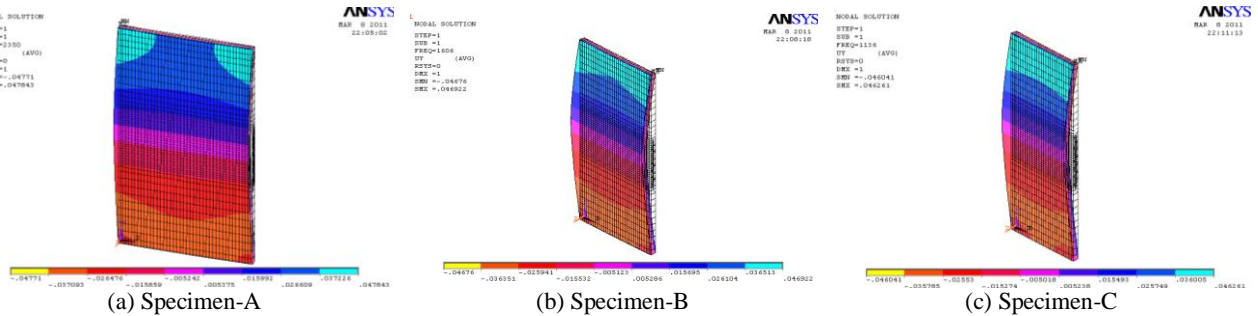 L SOLUTION
=1
=1
=2350
(AVG)
=0
=1
=-.04771
=.047843
ANSYS
MAR 8 2011
22:05:02
-.04771
-.037093
-.026476
-.015859
-.005242
.005375
.015992
.026609
.037226
.047843
(a) Specimen-A
1
NODAL SOLUTION
STEP=1
SUB =1
FREQ=1606
UY (AVG)
RSYS=0
DMX =1
SMN =-.04676
SMX =.046922
ANSYS
MAR 8 2011
22:08:18
-.04676
-.036351
-.025941
-.015532
-.005123
.005286
.015695
.026104
.036513
.046922
(b) Specimen-B
NODAL SOLUTION
STEP=1
SUB =1
FREQ=1136
UY (AVG)
RSYS=0
DMX =1
SMN =-.046041
SMX =.046261
ANSYS
MAR 8 2011
22:11:13
-.046041
-.035785
-.02553
-.015274
-.005018
.005238
.015493
.025749
.036005
.046261
(c) Specimen-C